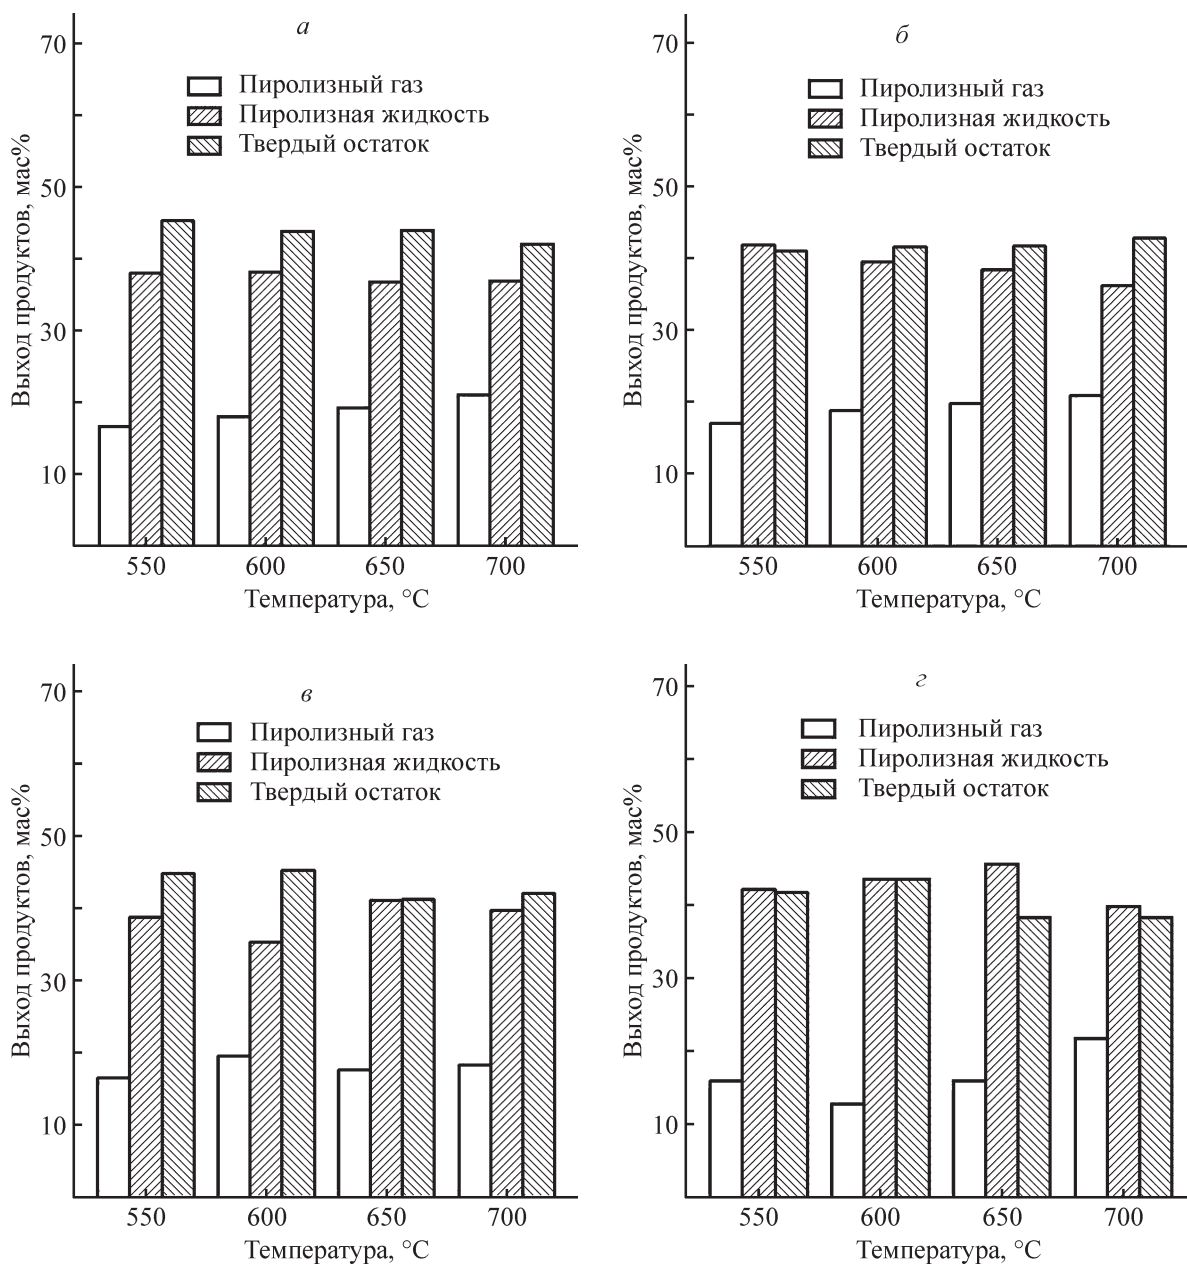 а
70
50
30
10
Выход продуктов, мас%
Пиролизный газ
Пиролизная жидкость
Твердый остаток
550 600 650 700
Температура, °C
б
70
50
30
10
Выход продуктов, мас%
Пиролизный газ
Пиролизная жидкость
Твердый остаток
550 600 650 700
Температура, °C
в
70
50
30
10
Выход продуктов, мас%
Пиролизный газ
Пиролизная жидкость
Твердый остаток
550 600 650 700
Температура, °C
г
70
50
30
10
Выход продуктов, мас%
Пиролизный газ
Пиролизная жидкость
Твердый остаток
550 600 650 700
Температура, °C